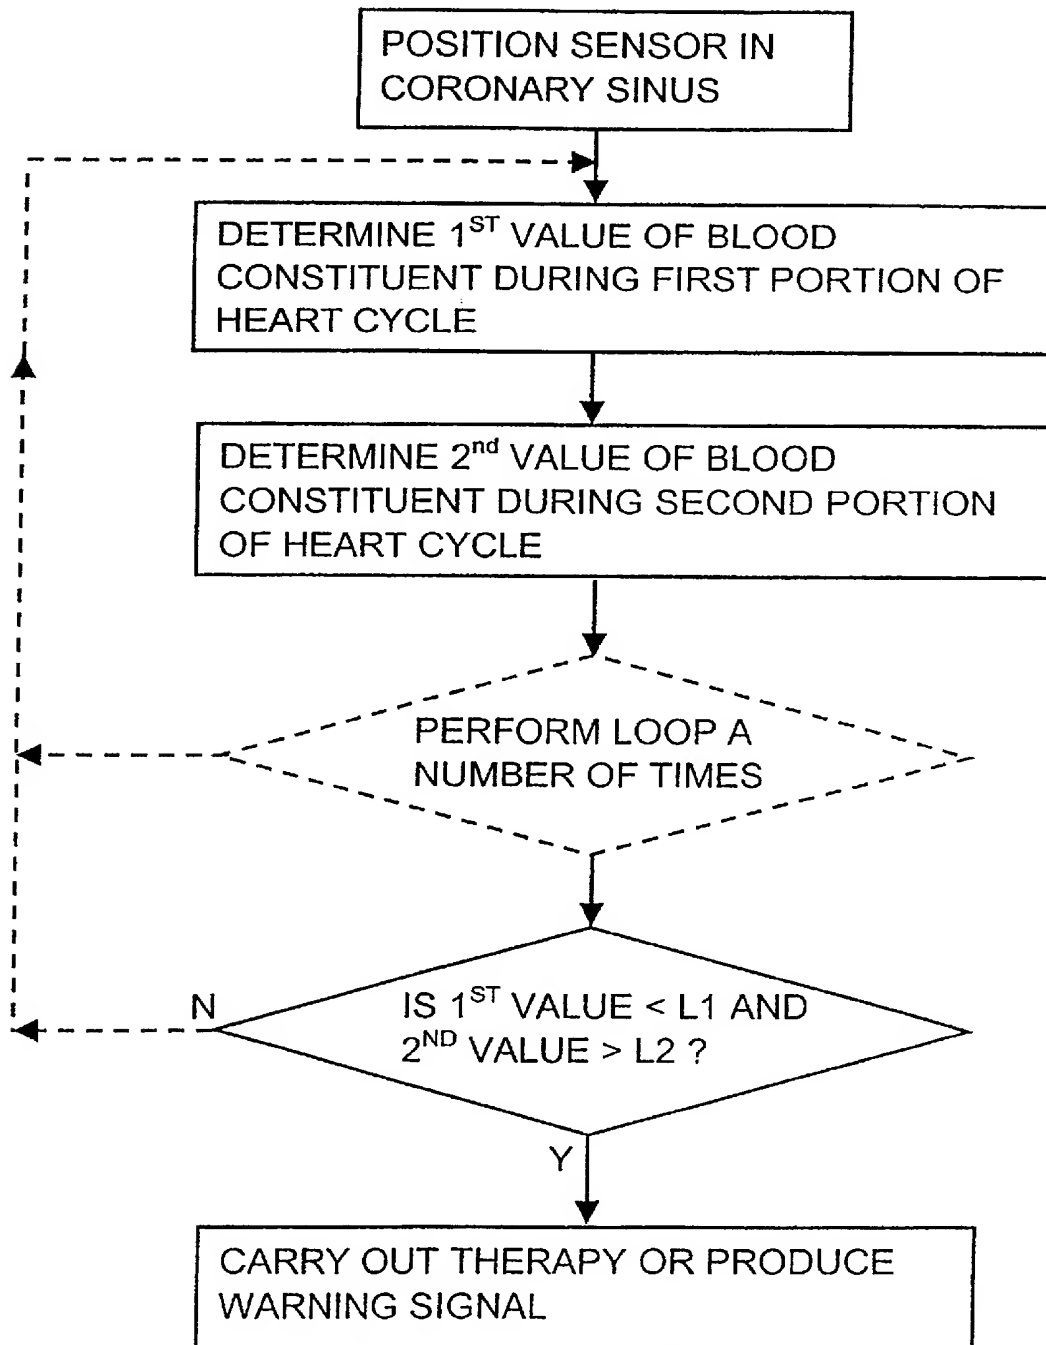 POSITION SENSOR IN
CORONARY SINUS
DETERMINE 1ST VALUE OF BLOOD
CONSTITUENT DURING FIRST PORTION OF
HEART CYCLE
DETERMINE 2nd VALUE OF BLOOD
CONSTITUENT DURING SECOND PORTION
OF HEART CYCLE
PERFORM LOOP A
NUMBER OF TIMES
N
IS 1ST VALUE < L1 AND
2ND VALUE > L2 ?
Y
CARRY OUT THERAPY OR PRODUCE
WARNING SIGNAL